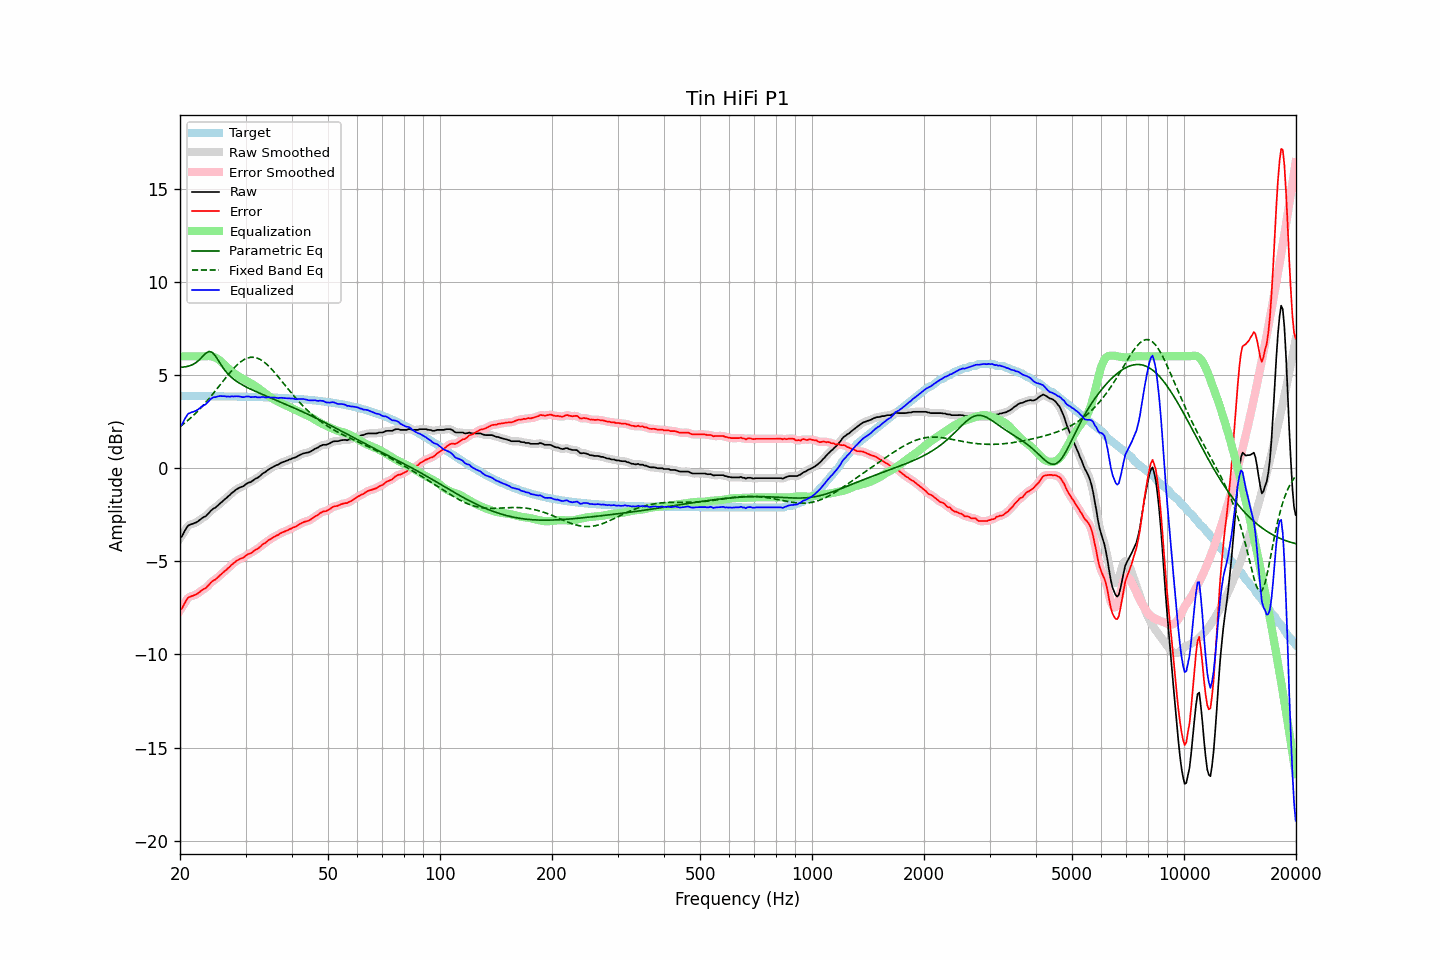 Tin HiFi P1
Target
Raw Smoothed
Error Smoothed
Raw
Error
Equalization
Parametric Eq
Fixed Band Eq
Equalized
Amplitude (dBr)
15
10
5
0
−5
−10
−15
−20
20 50 100 200 500 1000 2000 5000 10000 20000
Frequency (Hz)